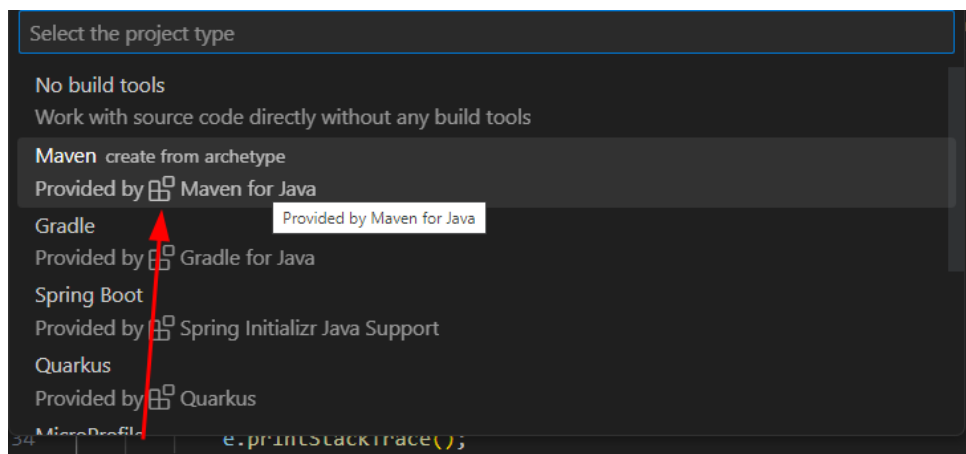 Select the project type
No build tools
Work with source code directly without any build tools
Maven create from archetype
Provided by Maven for Java
Provided by Maven for Java
Gradle
Provided by Gradle for Java
Spring Boot
Provided by Spring Initializr Java Support
Quarkus
Provided by Quarkus
MicroProfile
34 e.printStackTrace();